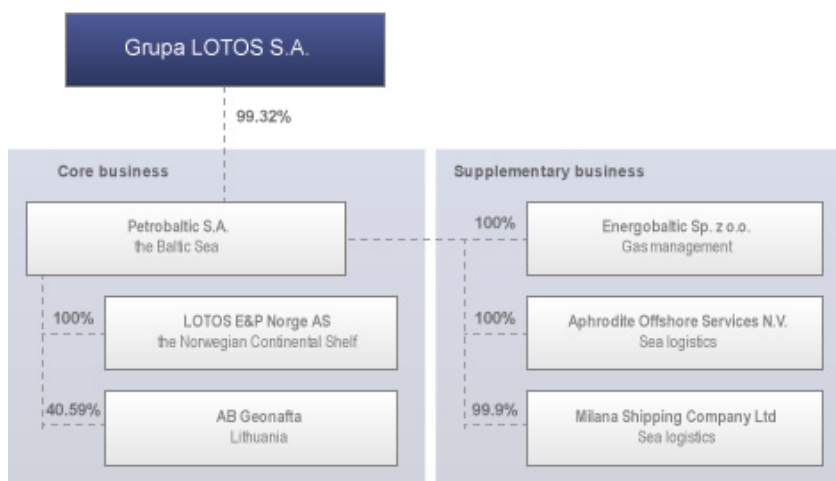 Grupa LOTOS S.A.
99.32%
Core business
Petrobaltic S.A.
the Baltic Sea
100%
LOTOS E&P Norge AS
the Norwegian Continental Shelf
40.59%
AB Geonafta
Lithuania
Supplementary business
100%
Energobaltic Sp. z o.o.
Gas management
100%
Aphrodite Offshore Services N.V.
Sea logistics
99.9%
Milana Shipping Company Ltd
Sea logistics